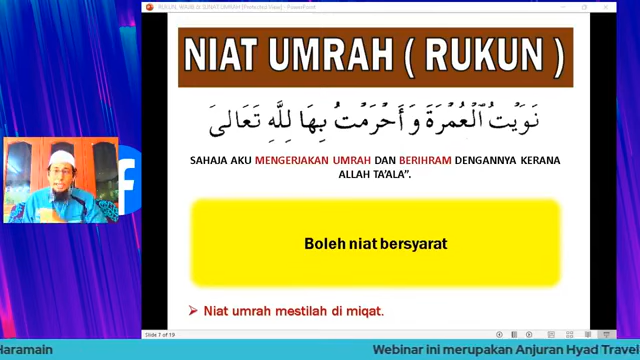 RUKUN, WAJIB DI SUNAT UMRAH [Protected View] - PowerPoint
NIAT UMRAH ( RUKUN )
نَوَيْتُ الْعُمْرَةَ وَ أَحْرَمْتُ بِهَا لِلَّهِ تَعَالىَ
SAHAJA AKU MENGERJAKAN UMRAH DAN BERIHRAM DENGANNYA KERANA
ALLAH TA'ALA".
Boleh niat bersyarat
➢ Niat umrah mestilah di miqat.
Slide 7 of 19
Haramain
Webinar ini merupakan Anjuran Hyad Travel